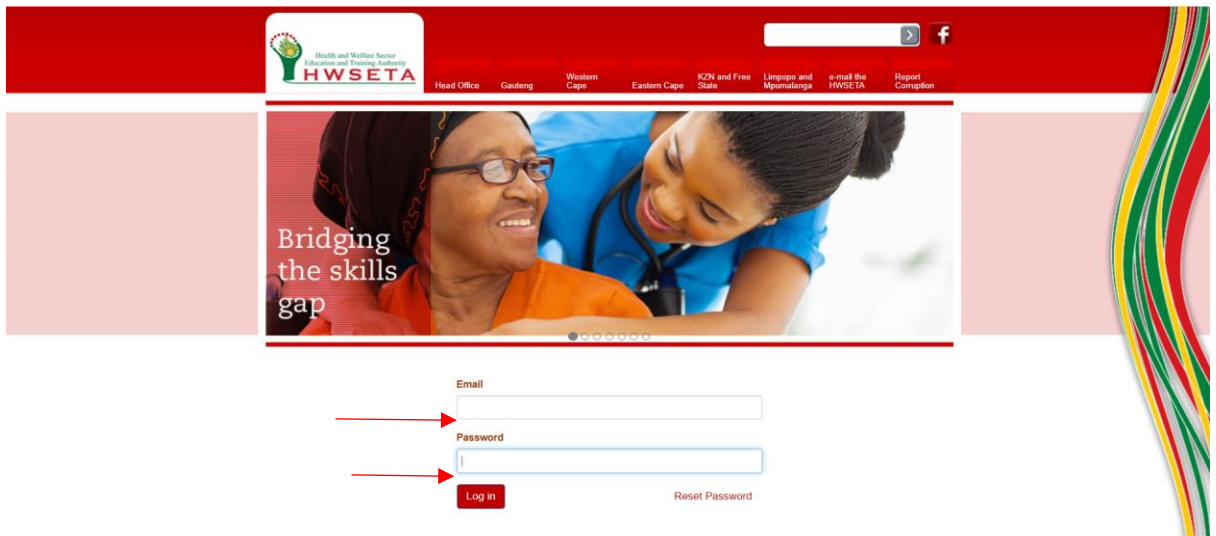 Health and Welfare Sector
Education and Training Authority
HWSETA
Head Office
Gauteng
Western
Cape
Eastern Cape
KZN and Free
State
Limpopo and
Mpumalanga
e-mail the
HWSETA
Report
Corruption
f
Bridging
the skills
gap
Email
Password
Log in
Reset Password